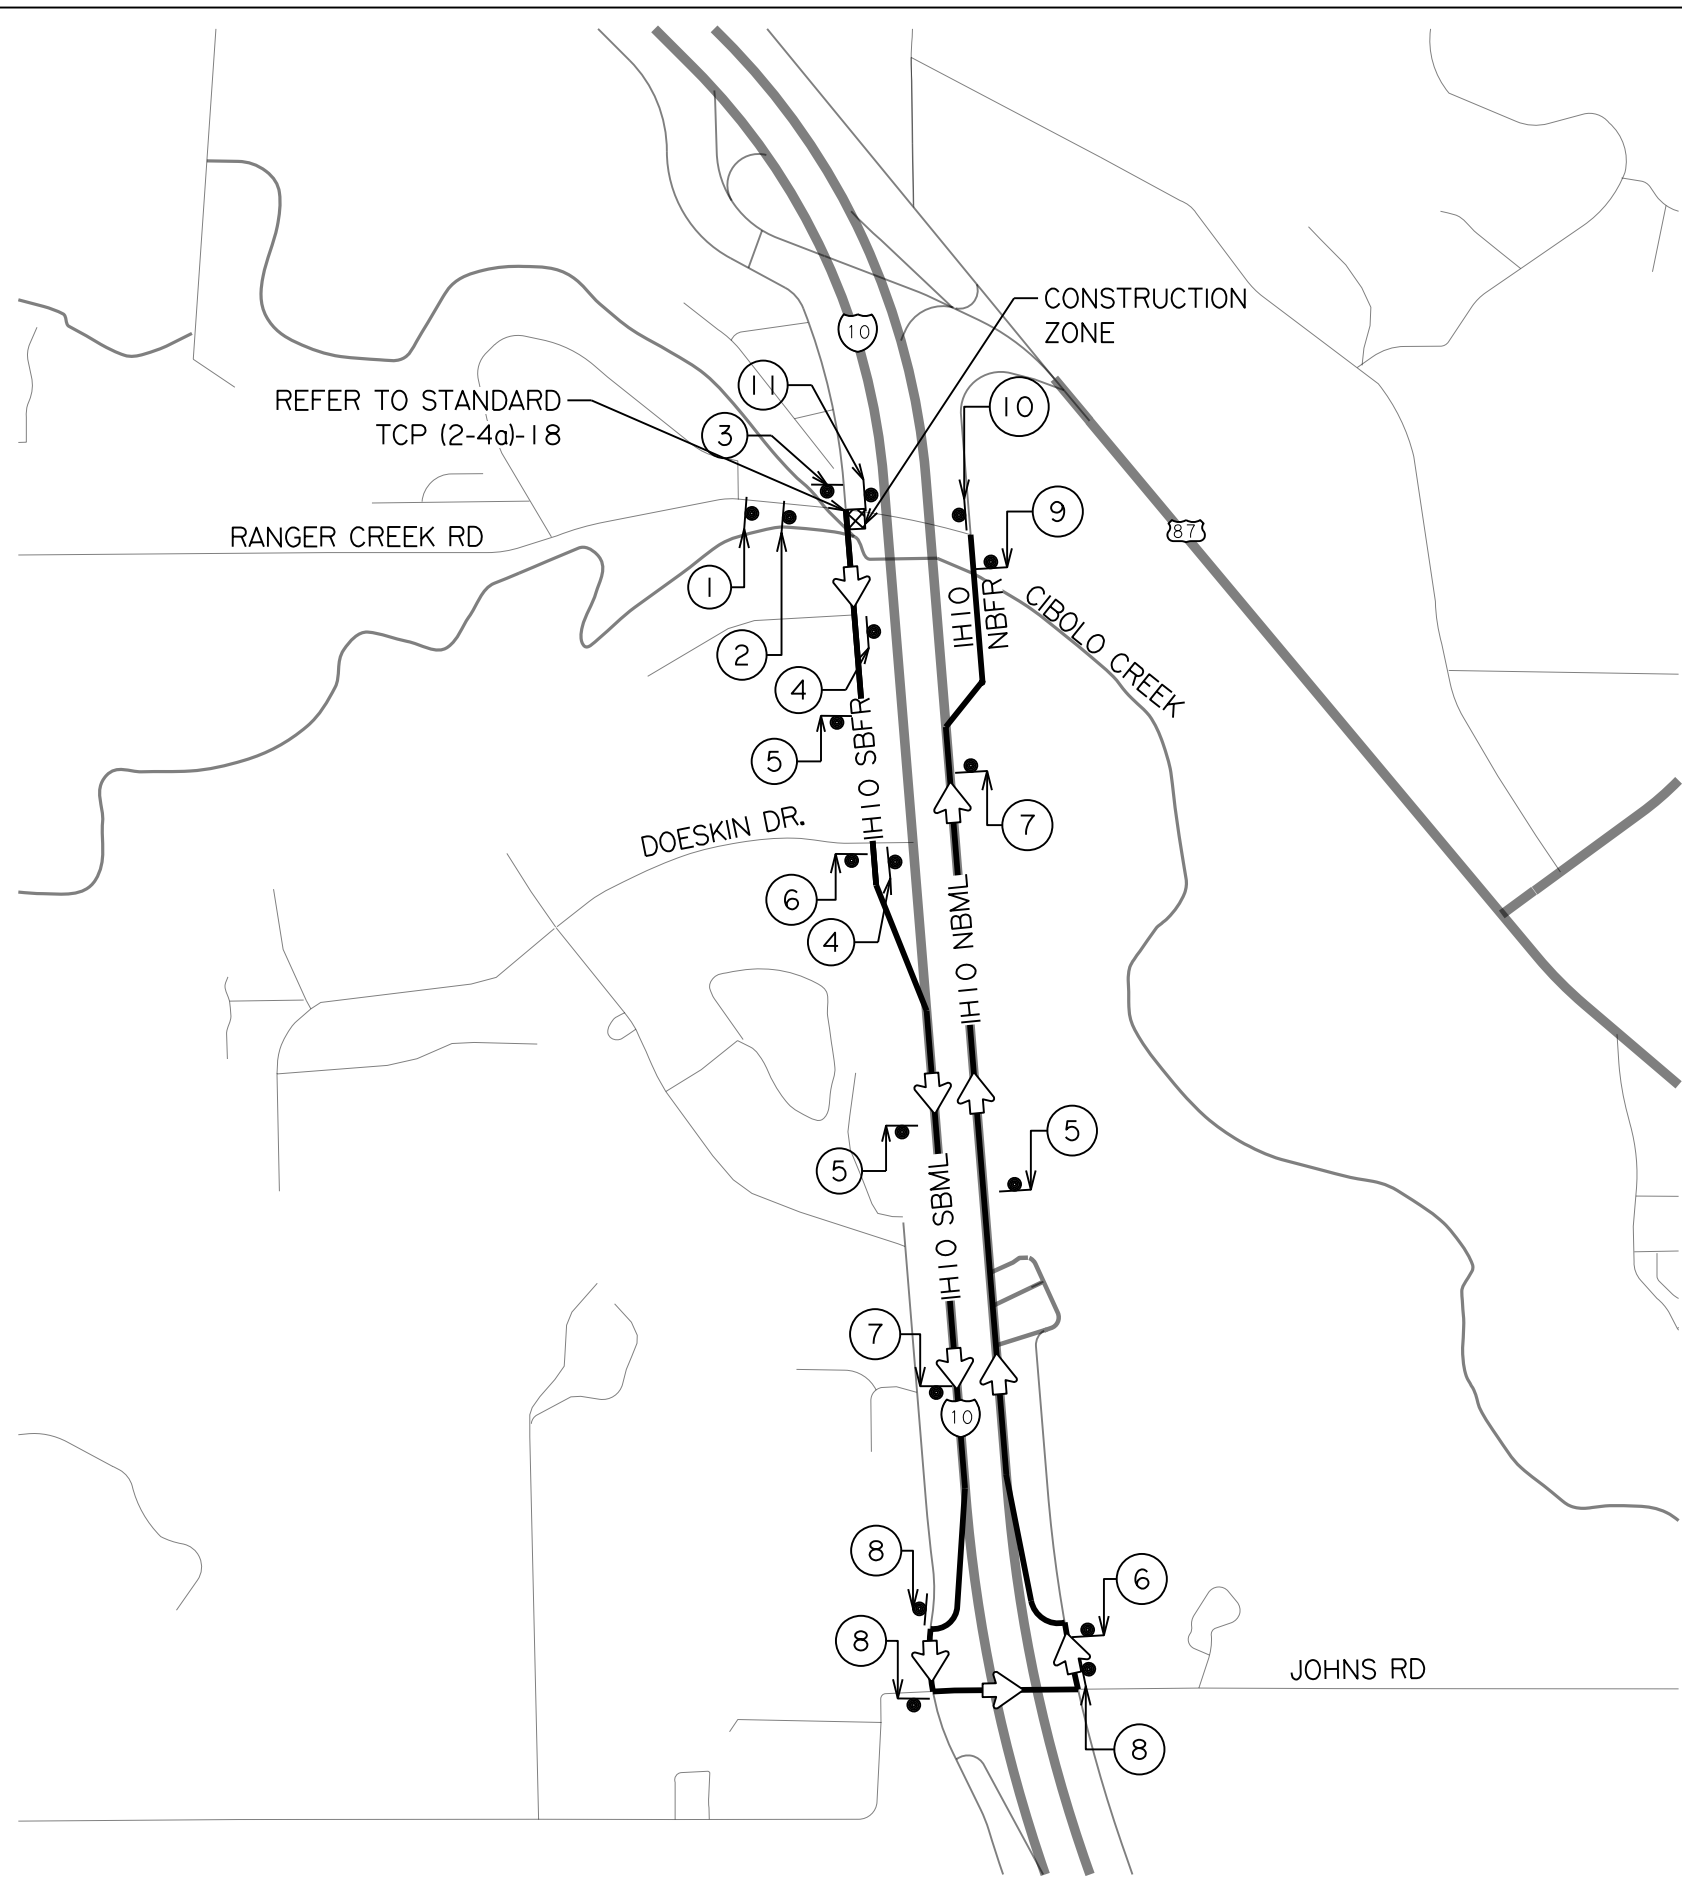 CONSTRUCTION
ZONE
10
11
REFER TO STANDARD
TCP (2-4a)-18
10
3
9
87
RANGER CREEK RD
1
IH10
NBFR
CIBOLO CREEK
2
4
IH10 SBFR
5
DOESKIN DR.
7
6
4
IH10 NBML
5
5
IH10 SBML
7
10
8
6
8
JOHNS RD
8